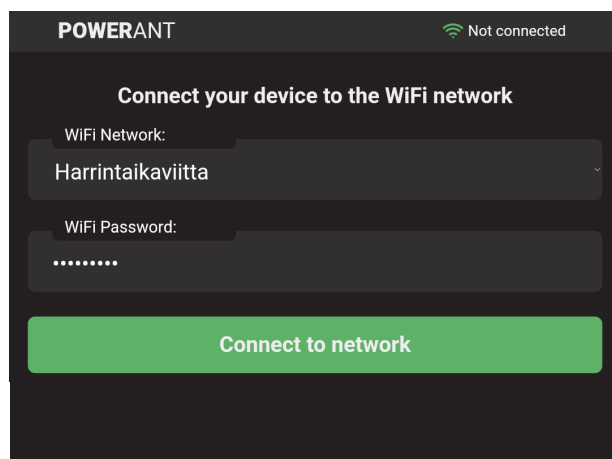 POWERANT
Not connected
Connect your device to the WiFi network
WiFi Network:
Harrintaikaviitta
WiFi Password:
•••••••••
Connect to network